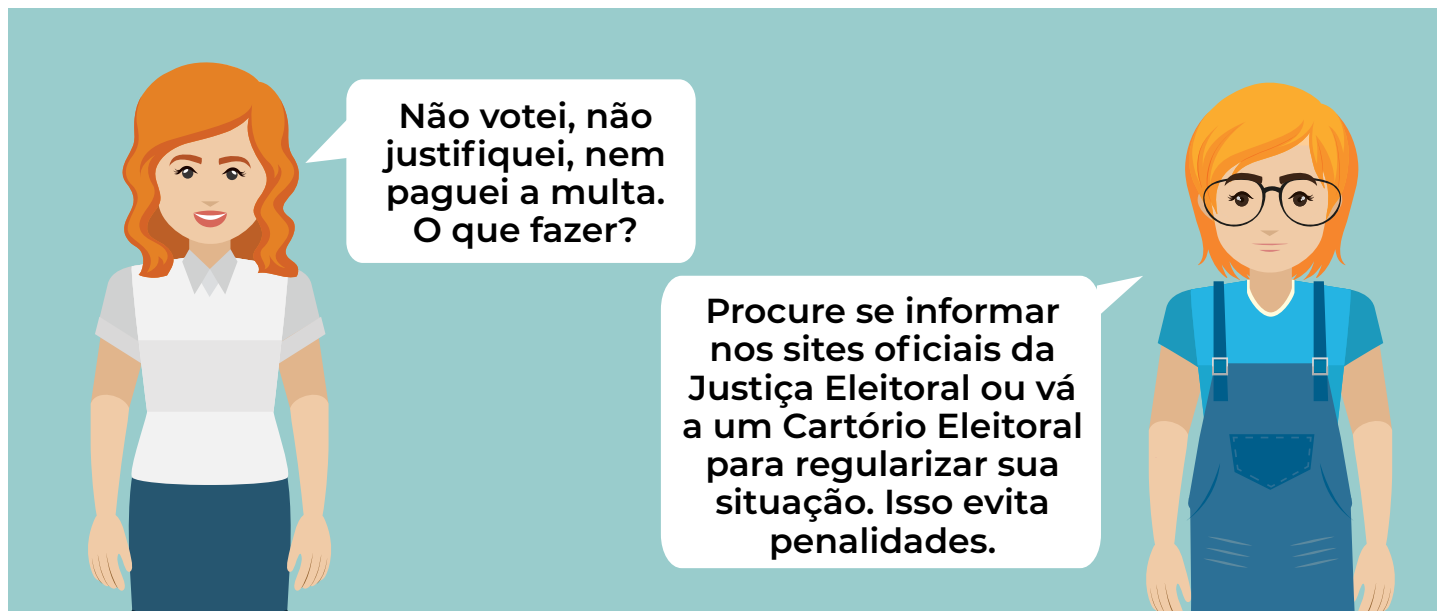 Não votei, não
justifiquei, nem
paguei a multa.
O que fazer?
Procure se informar
nos sites oficiais da
Justiça Eleitoral ou vá
a um Cartório Eleitoral
para regularizar sua
situação. Isso evita
penalidades.